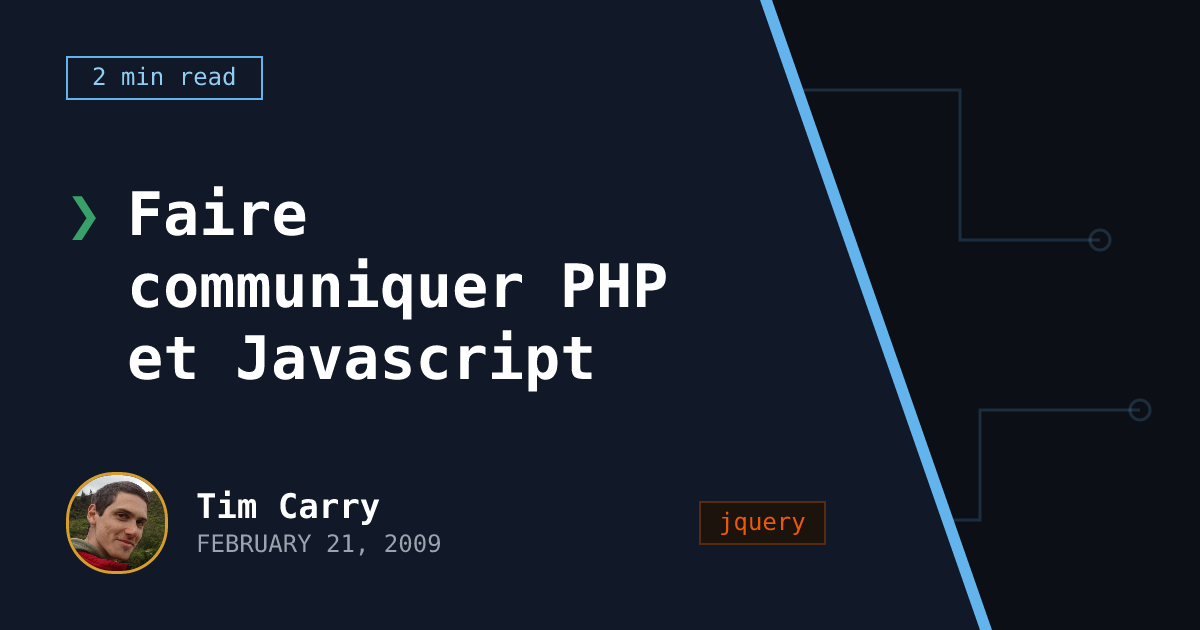 2 min read
❯ Faire
communiquer PHP
et Javascript
Tim Carry
FEBRUARY 21, 2009
jquery